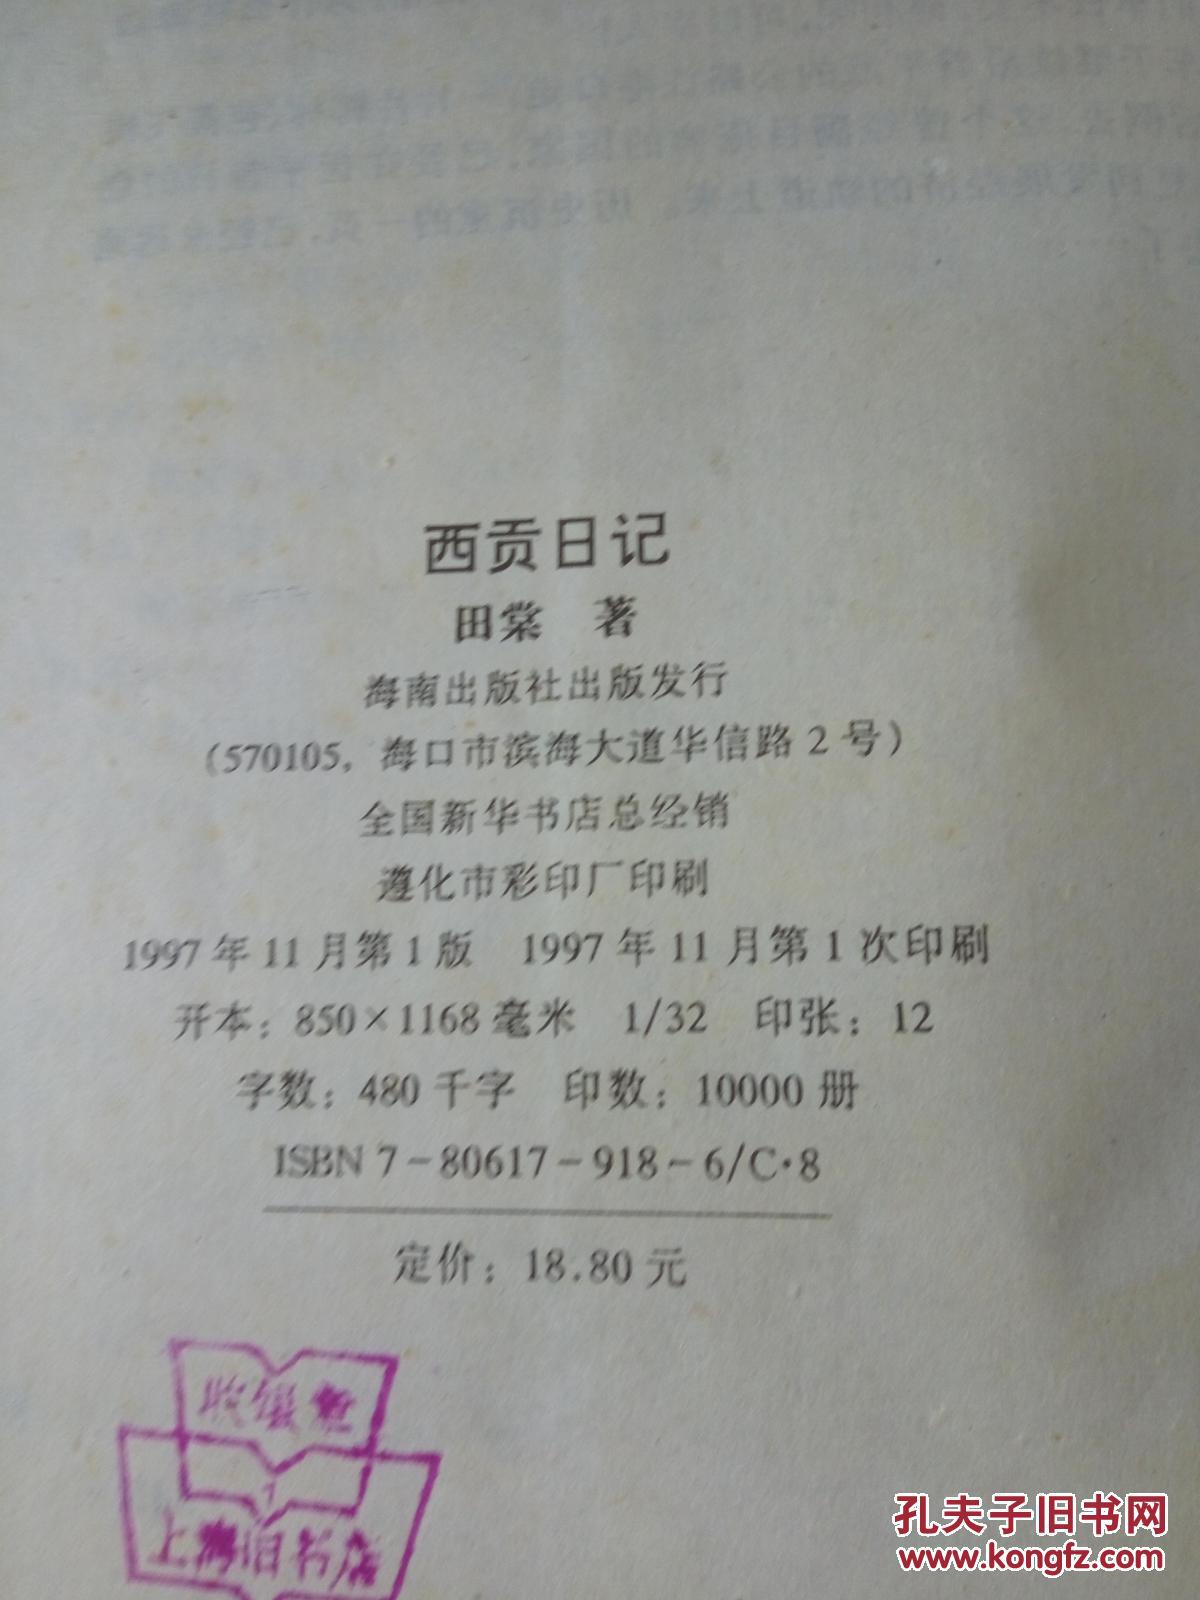 西贡日记
田棠 著
海南出版社出版发行
(570105，海口市滨海大道华信路2号)
全国新华书店总经销
遵化市彩印厂印刷
1997年11月第1版 1997年11月第1次印刷
开本：850×1168毫米 1/32 印张：12
字数：480千字 印数：10000册
ISBN 7-80617-918-6/C·8
定价：18.80元
收银章
1
上海旧书店
孔夫子旧书网
www.kongfz.com